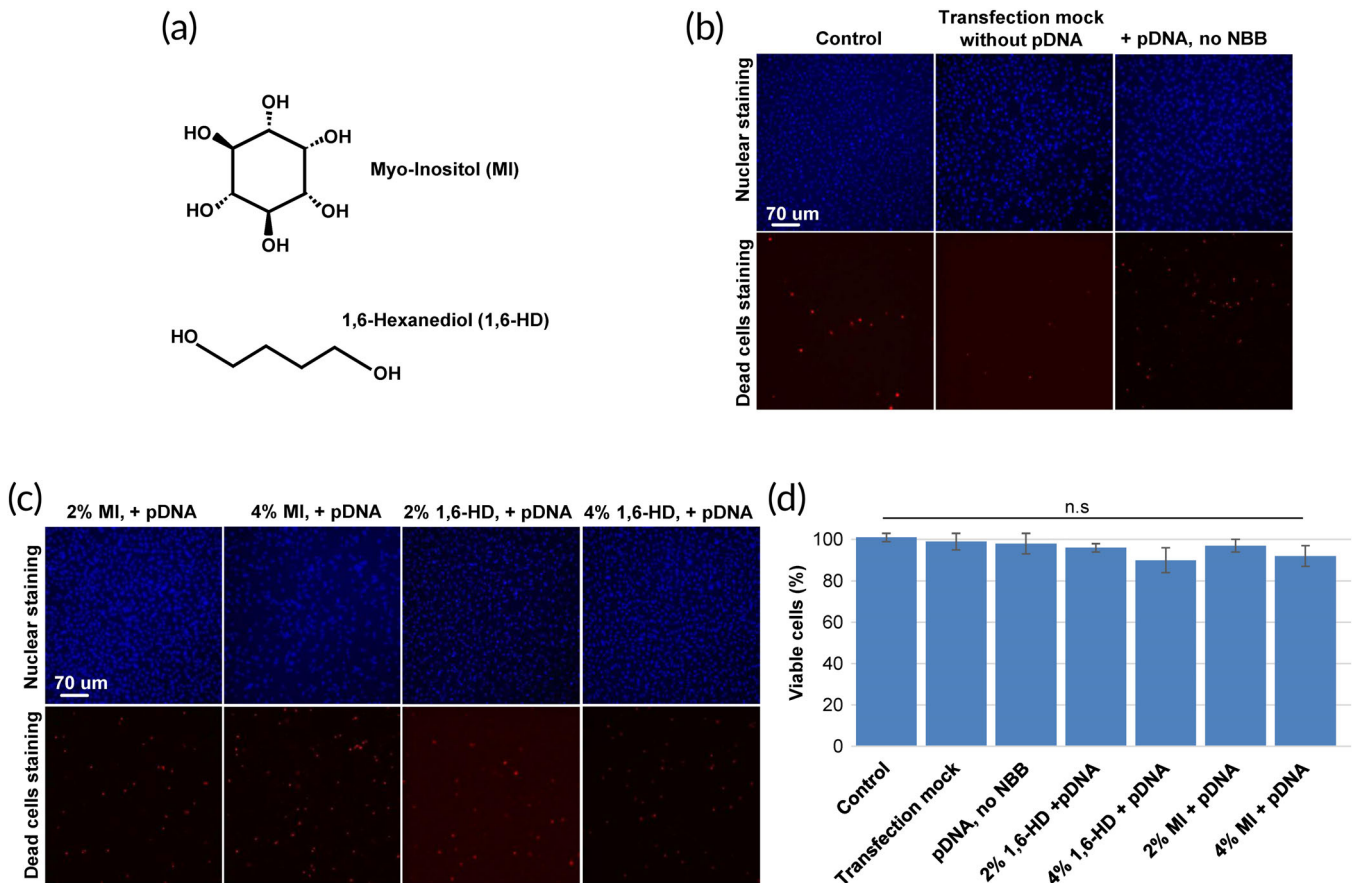 (a)
OH
HO
OH
HO
OH
OH
Myo-Inositol (MI)
1,6-Hexanediol (1,6-HD)
HO
OH
(b)
Control
Transfection mock
without pDNA
+ pDNA, no NBB
Nuclear staining
70 um
Dead cells staining
(c)
2% MI, + pDNA
4% MI, + pDNA
2% 1,6-HD, + pDNA
4% 1,6-HD, + pDNA
Nuclear staining
70 um
Dead cells staining
(d)
n.s
Viable cells (%)
100
80
60
40
20
0
Control
Transfection mock
pDNA, no NBB
2% 1,6-HD +pDNA
4% 1,6-HD + pDNA
2% MI + pDNA
4% MI + pDNA